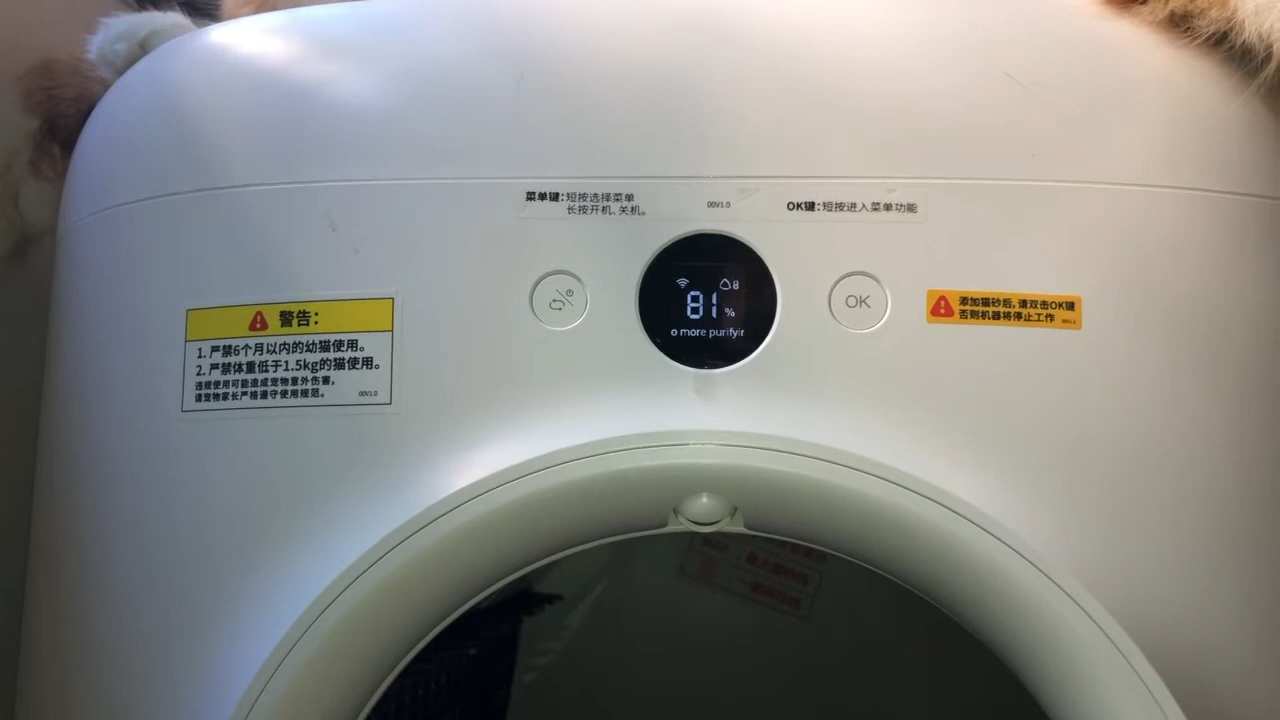 菜单键：短按选择菜单
长按开机、关机。
00V1.0
OK键：短按进入菜单功能
81%
o more purifyir
OK
添加猫砂后，请双击OK键
否则机器将停止工作
警告：
1. 严禁6个月以内的幼猫使用。
2. 严禁体重低于1.5kg的猫使用。
违规使用可能造成宠物意外伤害，
请宠物家长严格遵守使用规范。
00V1.0